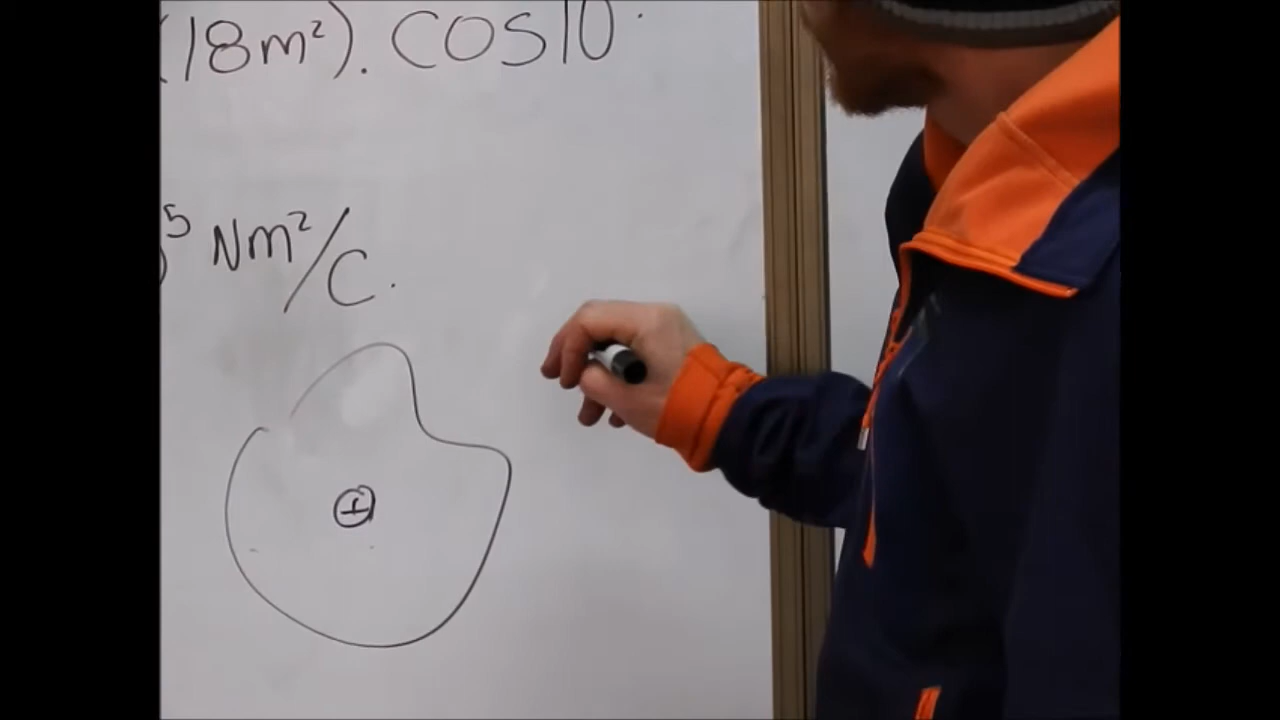 (18m²). COS10
⁵ Nm²/C.
+